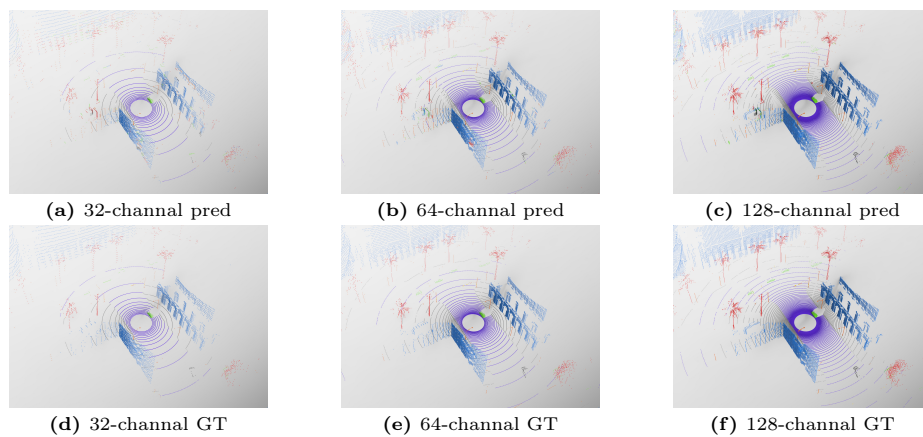 (a) 32-channal pred
(b) 64-channal pred
(c) 128-channal pred
(d) 32-channal GT
(e) 64-channal GT
(f) 128-channal GT